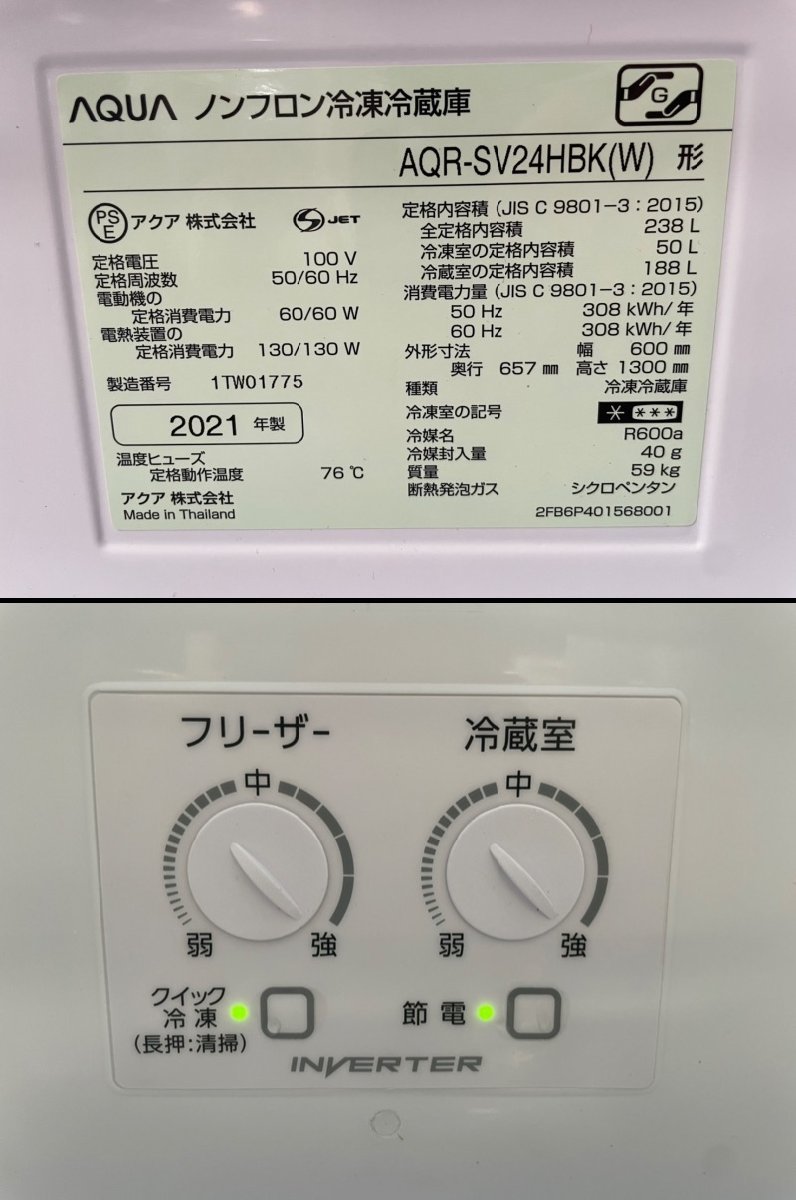 AQUA ノンフロン冷凍冷蔵庫
G
AQR-SV24HBK(W) 形
PSE アクア 株式会社 JET
定格電圧 100 V
定格周波数 50/60 Hz
電動機の
定格消費電力 60/60 W
電熱装置の
定格消費電力 130/130 W
製造番号 1TW01775
2021 年製
温度ヒューズ
定格動作温度 76 ℃
アクア 株式会社
Made in Thailand
定格内容積 (JIS C 9801-3:2015)
全定格内容積 238 L
冷凍室の定格内容積 50 L
冷蔵室の定格内容積 188 L
消費電力量 (JIS C 9801-3:2015)
50 Hz 308 kWh/年
60 Hz 308 kWh/年
外形寸法 幅 600 ㎜
奥行 657 ㎜ 高さ 1300 ㎜
種類 冷凍冷蔵庫
冷凍室の記号 * ***
冷媒名 R600a
冷媒封入量 40 g
質量 59 kg
断熱発泡ガス シクロペンタン
2FB6P401568001
フリーザー 冷蔵室
中 中
弱 強 弱 強
クイック
冷凍 節電
(長押:清掃)
INVERTER